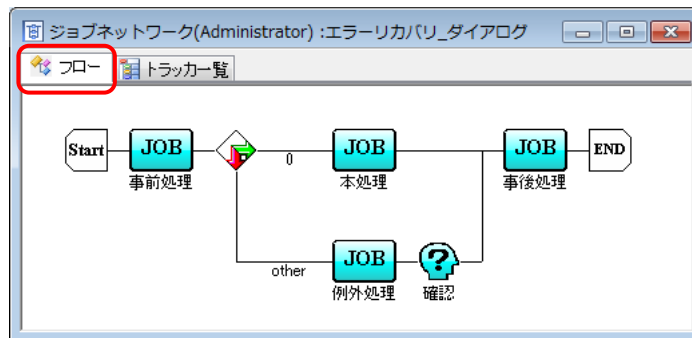 ジョブネットワーク(Administrator) :エラーリカバリ_ダイアログ
フロー トラッカ一覧
Start JOB 0 JOB JOB END
事前処理 本処理 事後処理
other JOB ?
例外処理 確認